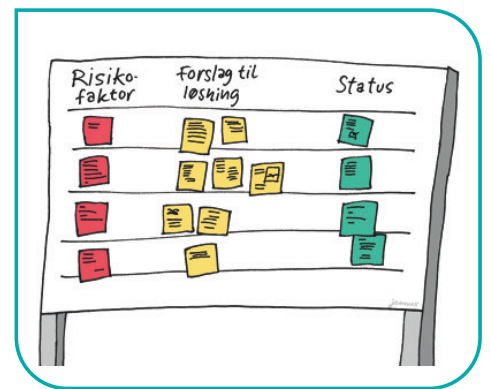 Risiko-
faktor
Forslag til
løsning
Status